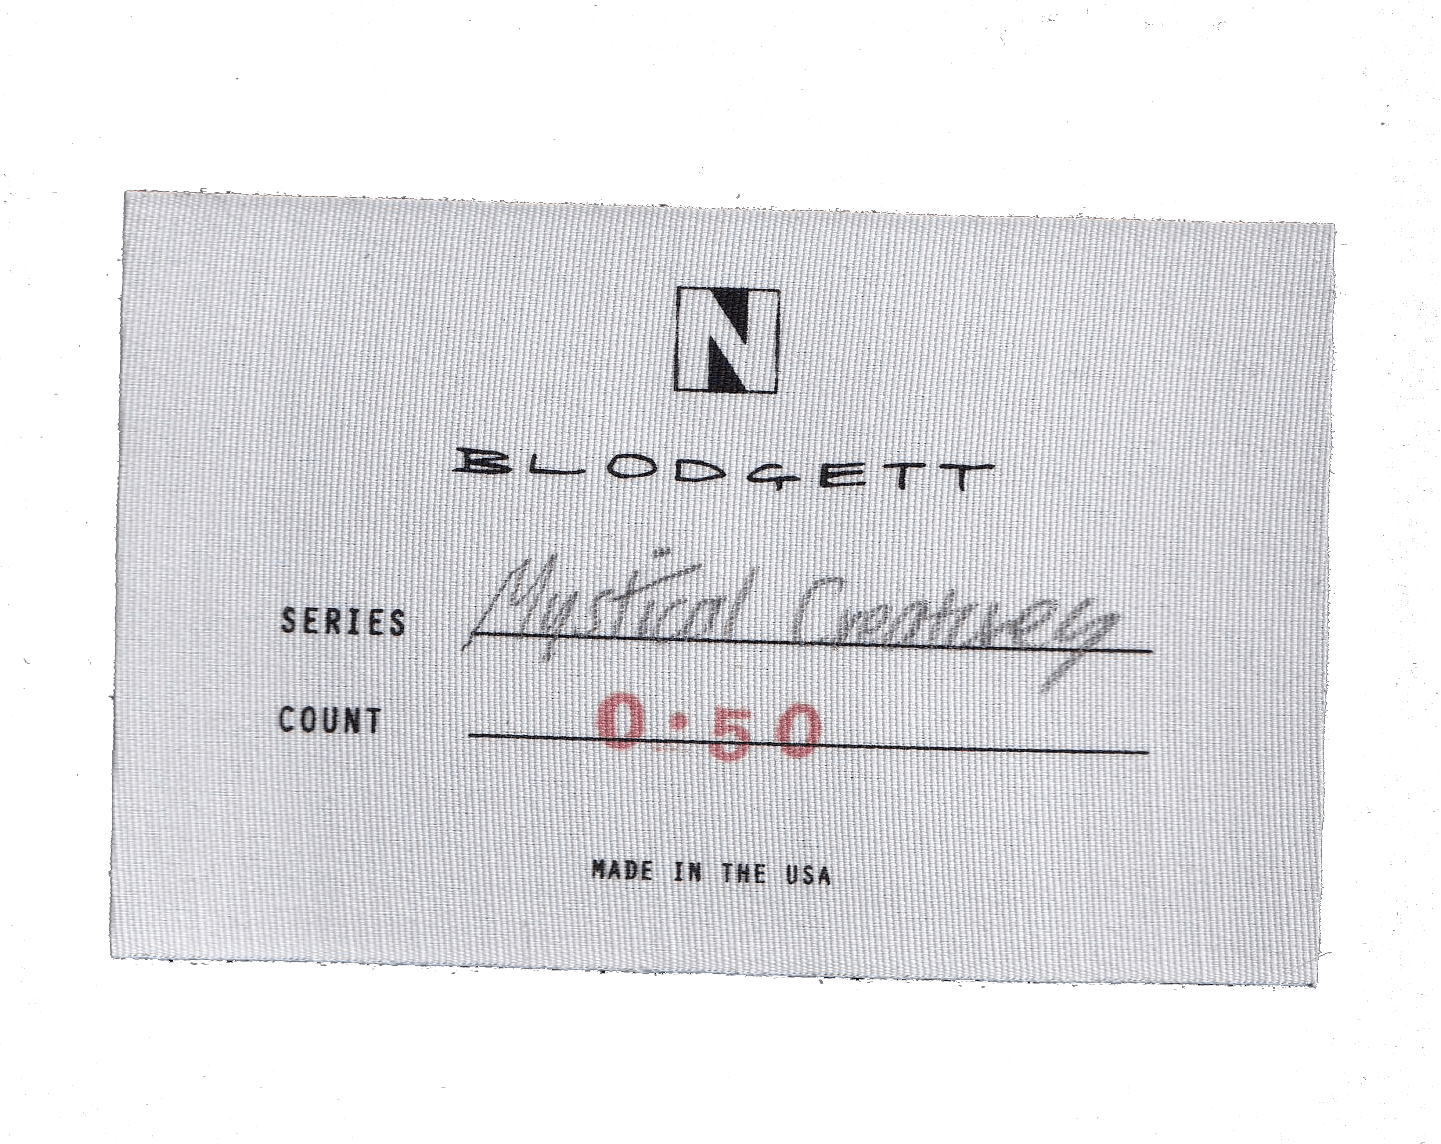 N
BLODGETT
SERIES Mystical Creatures
COUNT 0:50
MADE IN THE USA